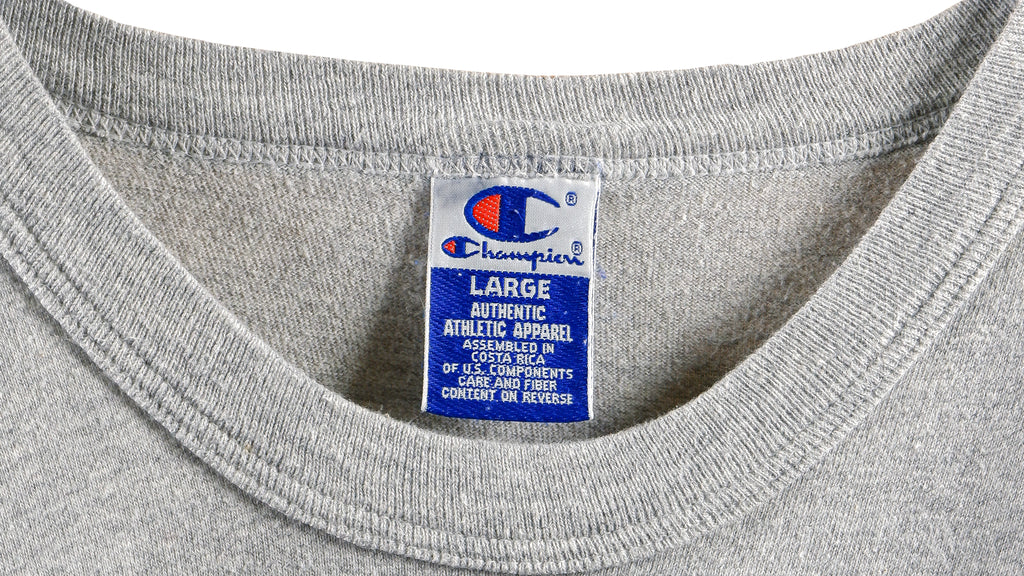 ®
Champion®
LARGE
AUTHENTIC
ATHLETIC APPAREL
ASSEMBLED IN
COSTA RICA
OF U.S. COMPONENTS
CARE AND FIBER
CONTENT ON REVERSE